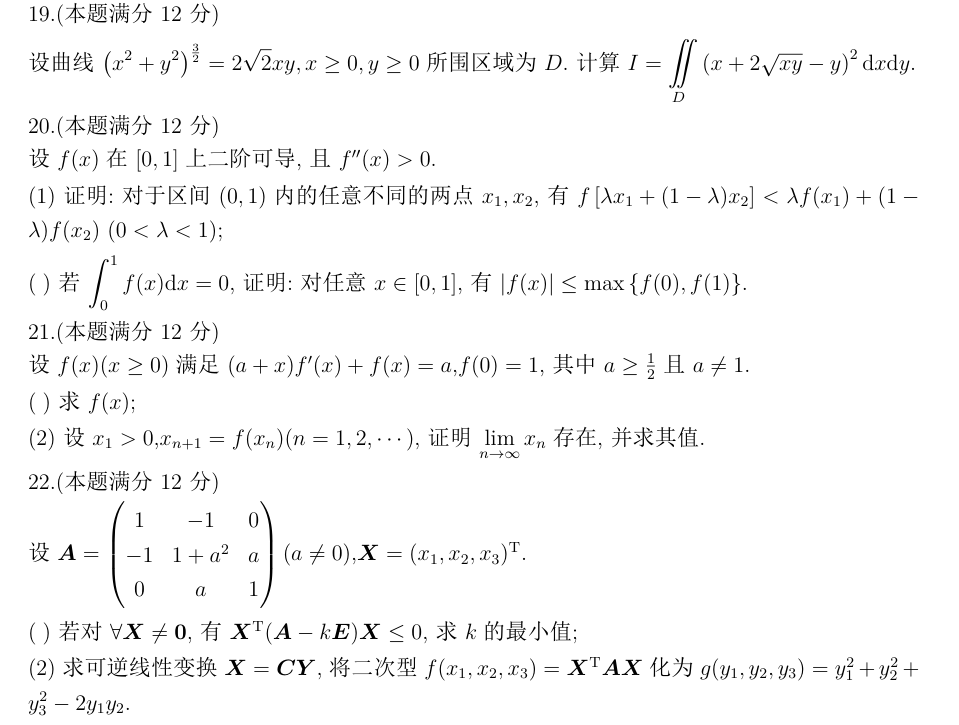 19.(本题满分 12 分)
设曲线 (x² + y²)^{3/2} = 2√2xy, x ≥ 0, y ≥ 0 所围区域为 D. 计算 I = ∬_D (x + 2√xy − y)² dxdy.
20.(本题满分 12 分)
设 f(x) 在 [0, 1] 上二阶可导, 且 f″(x) > 0.
(1) 证明: 对于区间 (0, 1) 内的任意不同的两点 x₁, x₂, 有 f [λx₁ + (1 − λ)x₂] < λf(x₁) + (1 −
λ)f(x₂) (0 < λ < 1);
( ) 若 ∫₀¹ f(x)dx = 0, 证明: 对任意 x ∈ [0, 1], 有 |f(x)| ≤ max {f(0), f(1)}.
21.(本题满分 12 分)
设 f(x)(x ≥ 0) 满足 (a + x)f′(x) + f(x) = a,f(0) = 1, 其中 a ≥ 1/2 且 a ≠ 1.
( ) 求 f(x);
(2) 设 x₁ > 0,xₙ₊₁ = f(xₙ)(n = 1, 2, ⋯), 证明 lim_{n→∞} xₙ 存在, 并求其值.
22.(本题满分 12 分)
设 A = ( 1 −1 0
−1 1 + a² a
0 a 1 ) (a ≠ 0),X = (x₁, x₂, x₃)ᵀ.
( ) 若对 ∀X ≠ 0, 有 Xᵀ(A − kE)X ≤ 0, 求 k 的最小值;
(2) 求可逆线性变换 X = CY, 将二次型 f(x₁, x₂, x₃) = XᵀAX 化为 g(y₁, y₂, y₃) = y₁² + y₂² +
y₃² − 2y₁y₂.